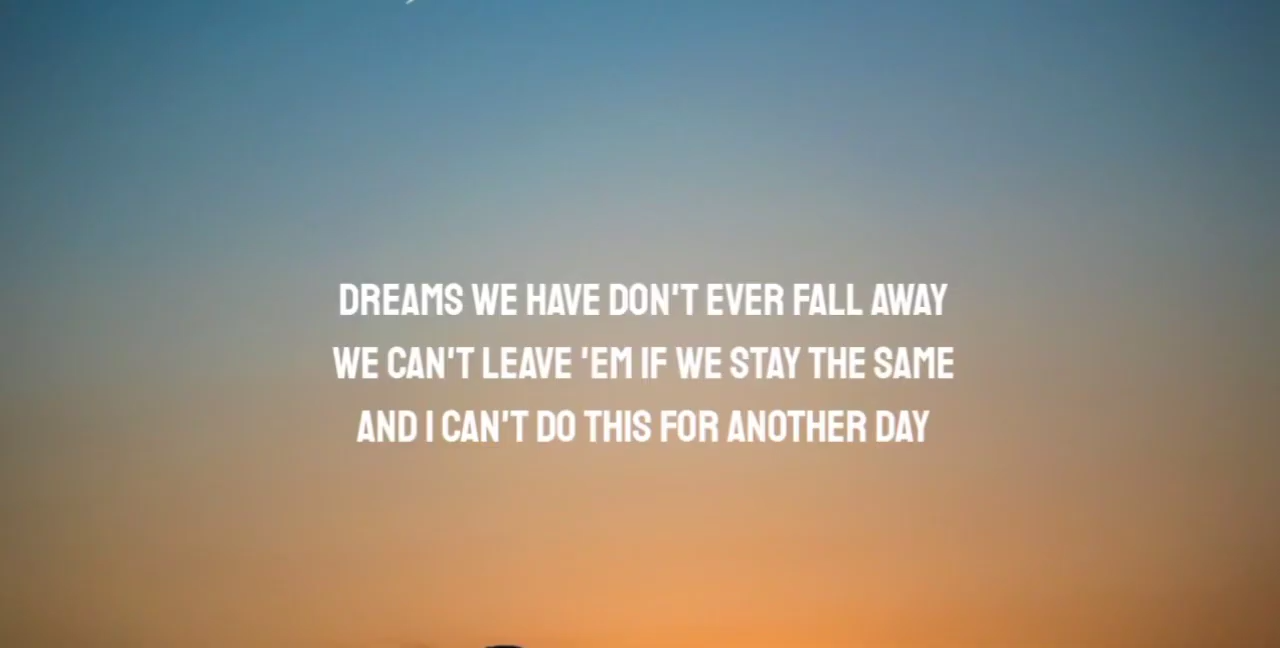 DREAMS WE HAVE DON'T EVER FALL AWAY
WE CAN'T LEAVE 'EM IF WE STAY THE SAME
AND I CAN'T DO THIS FOR ANOTHER DAY